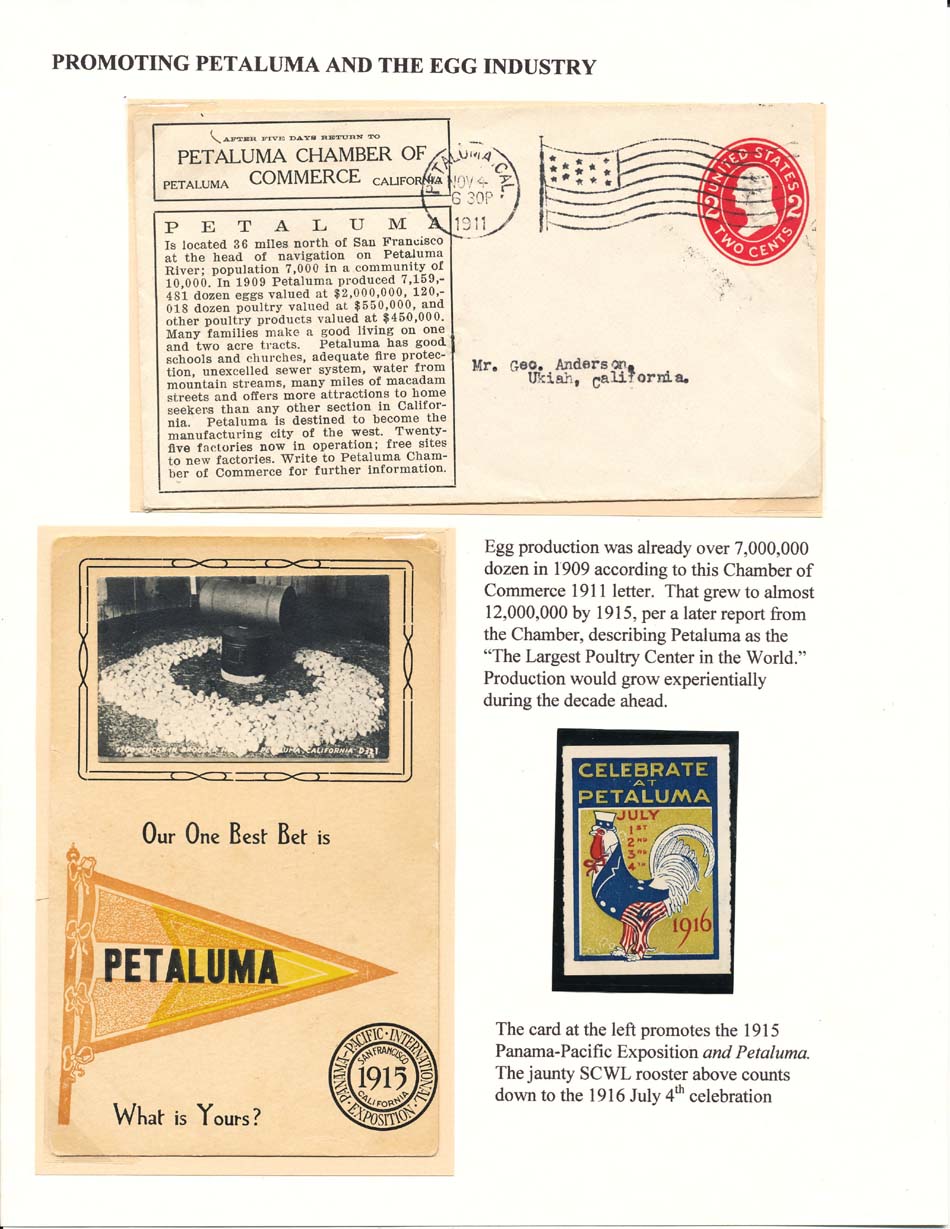 PROMOTING PETALUMA AND THE EGG INDUSTRY
AFTER FIVE DAYS RETURN TO
PETALUMA CHAMBER OF
PETALUMA COMMERCE CALIFORNIA
PETALUMA, CAL.
NOV 4
6 30P
1911
UNITED STATES
2 2
TWO CENTS
PETALUMA
Is located 36 miles north of San Francisco
at the head of navigation on Petaluma
River; population 7,000 in a community of
10,000. In 1909 Petaluma produced 7,159,-
481 dozen eggs valued at $2,000,000, 120,-
018 dozen poultry valued at $550,000, and
other poultry products valued at $450,000.
Many families make a good living on one
and two acre tracts. Petaluma has good
schools and churches, adequate fire protec-
tion, unexcelled sewer system, water from
mountain streams, many miles of macadam
streets and offers more attractions to home
seekers than any other section in Califor-
nia. Petaluma is destined to become the
manufacturing city of the west. Twenty-
five factories now in operation; free sites
to new factories. Write to Petaluma Cham-
ber of Commerce for further information.
Mr. Geo. Anderson,
Ukiah, California.
Egg production was already over 7,000,000
dozen in 1909 according to this Chamber of
Commerce 1911 letter. That grew to almost
12,000,000 by 1915, per a later report from
the Chamber, describing Petaluma as the
“The Largest Poultry Center in the World.”
Production would grow experientially
during the decade ahead.
CHICKS IN BROODER PETALUMA, CALIFORNIA
Our One Best Bet is
PETALUMA
What is Yours?
PANAMA-PACIFIC-INTERNATIONAL
SAN FRANCISCO
1915
CALIFORNIA
EXPOSITION
CELEBRATE
AT
PETALUMA
JULY
1ST
2ND
3RD
4TH
1916
The card at the left promotes the 1915
Panama-Pacific Exposition and Petaluma.
The jaunty SCWL rooster above counts
down to the 1916 July 4th celebration